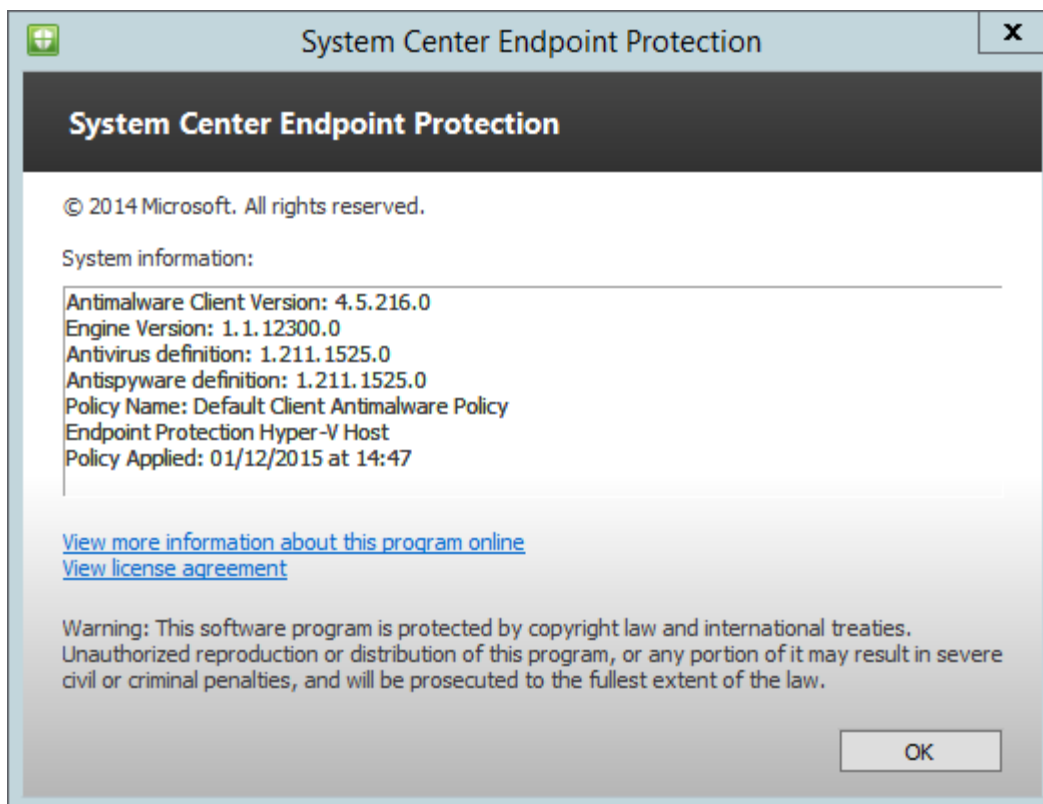 System Center Endpoint Protection
x
System Center Endpoint Protection
© 2014 Microsoft. All rights reserved.
System information:
Antimalware Client Version: 4.5.216.0
Engine Version: 1.1.12300.0
Antivirus definition: 1.211.1525.0
Antispyware definition: 1.211.1525.0
Policy Name: Default Client Antimalware Policy
Endpoint Protection Hyper-V Host
Policy Applied: 01/12/2015 at 14:47
View more information about this program online
View license agreement
Warning: This software program is protected by copyright law and international treaties.
Unauthorized reproduction or distribution of this program, or any portion of it may result in severe
civil or criminal penalties, and will be prosecuted to the fullest extent of the law.
OK